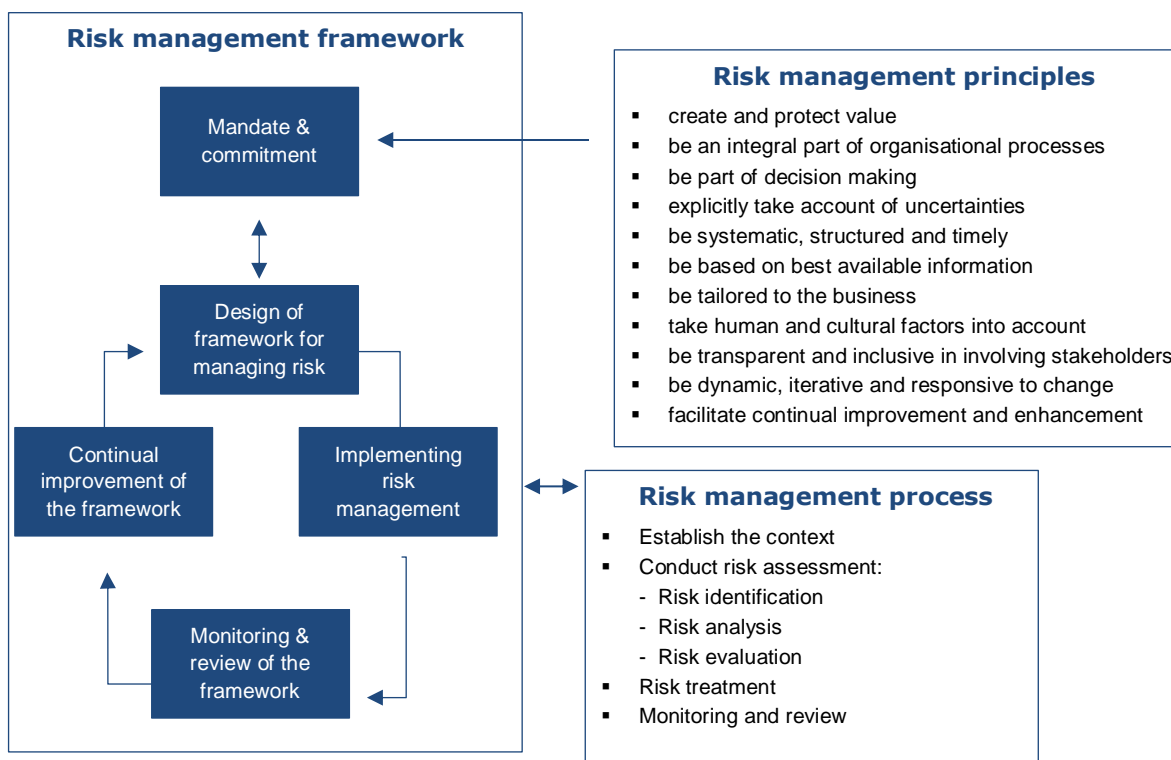 Risk management framework
Mandate &
commitment
Design of
framework for
managing risk
Continual
improvement of
the framework
Implementing
risk
management
Monitoring &
review of the
framework
Risk management principles
▪ create and protect value
▪ be an integral part of organisational processes
▪ be part of decision making
▪ explicitly take account of uncertainties
▪ be systematic, structured and timely
▪ be based on best available information
▪ be tailored to the business
▪ take human and cultural factors into account
▪ be transparent and inclusive in involving stakeholders
▪ be dynamic, iterative and responsive to change
▪ facilitate continual improvement and enhancement
Risk management process
▪ Establish the context
▪ Conduct risk assessment:
- Risk identification
- Risk analysis
- Risk evaluation
▪ Risk treatment
▪ Monitoring and review